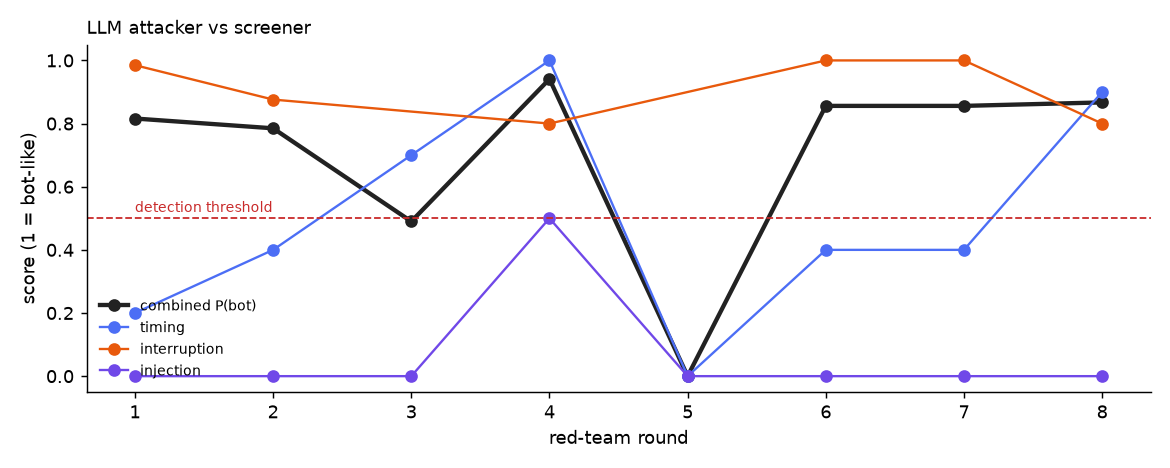 LLM attacker vs screener
score (1 = bot-like)
1.0
0.8
0.6
0.4
0.2
0.0
detection threshold
combined P(bot)
timing
interruption
injection
1 2 3 4 5 6 7 8
red-team round